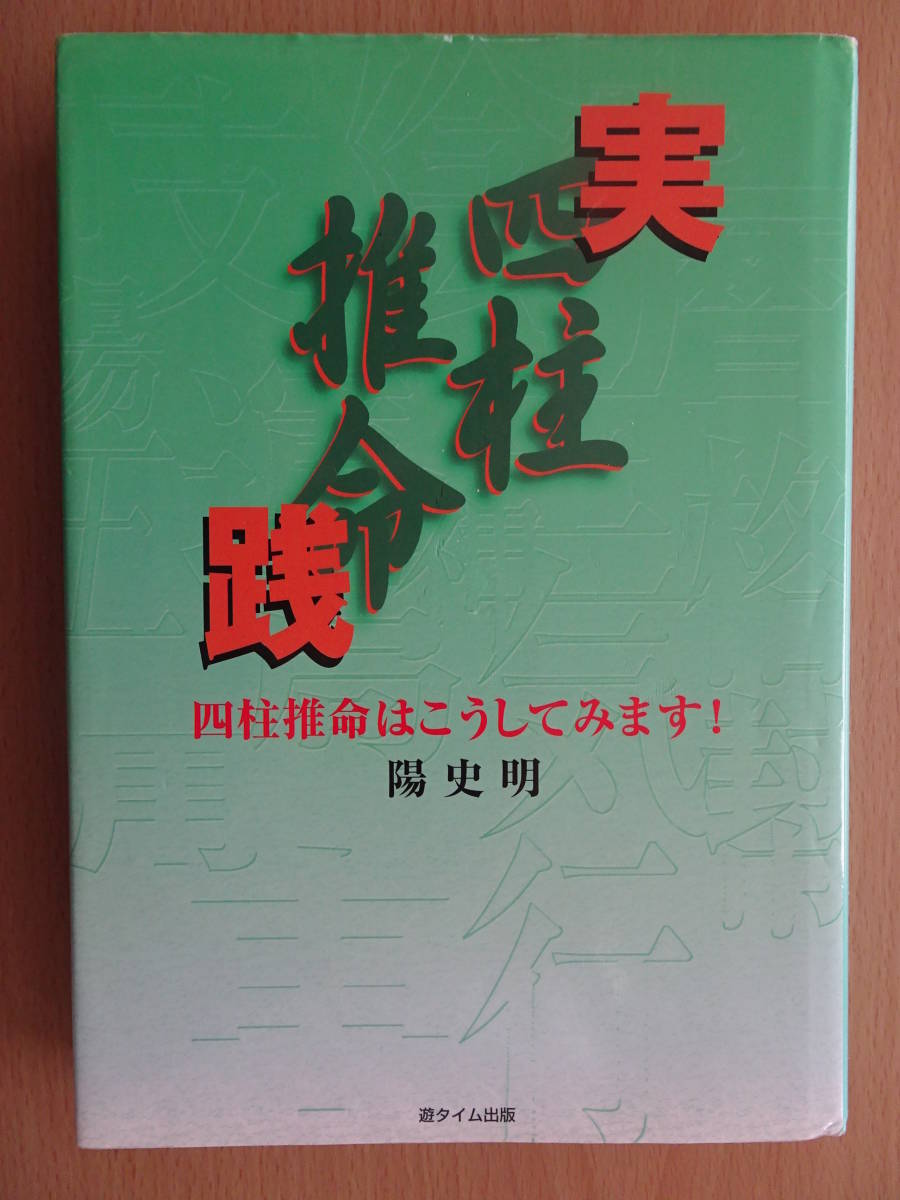 実践
四柱
推命
四柱推命はこうしてみます!
陽史明
遊タイム出版